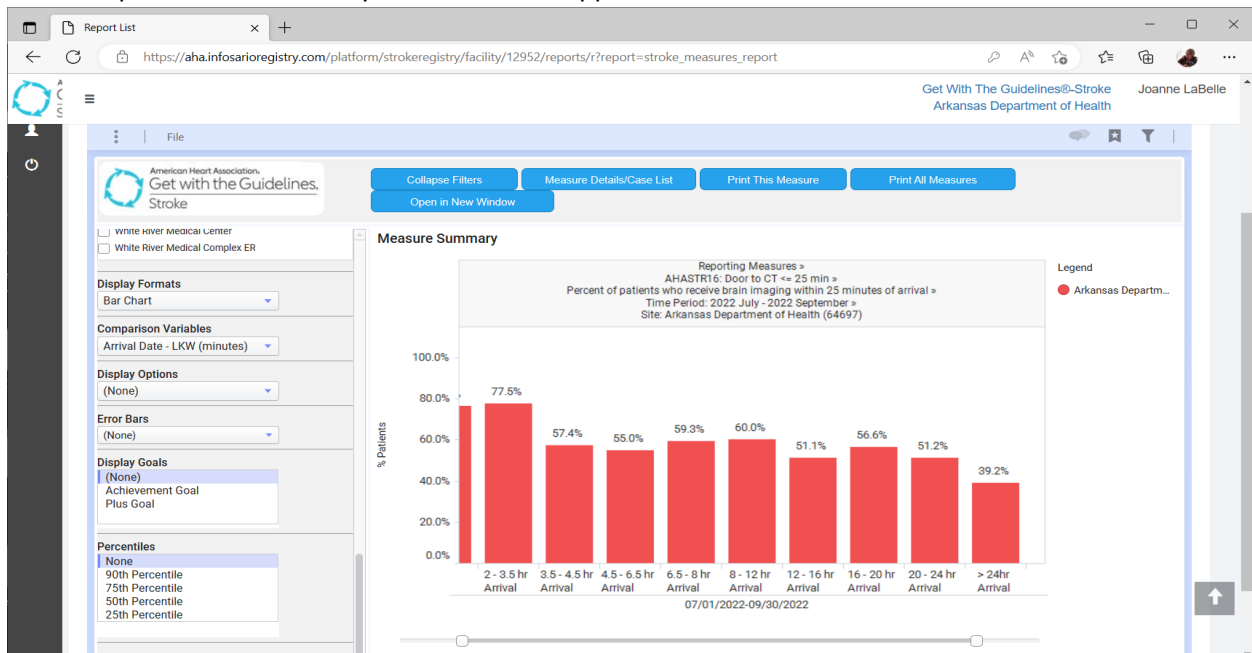 Report List
https://aha.infosarioregistry.com/platform/strokeregistry/facility/12952/reports/r?report=stroke_measures_report
Get With The Guidelines®-Stroke
Arkansas Department of Health
Joanne LaBelle
File
American Heart Association.
Get with the Guidelines.
Stroke
Collapse Filters
Measure Details/Case List
Print This Measure
Print All Measures
Open in New Window
White River Medical Center
White River Medical Complex ER
Display Formats
Bar Chart
Comparison Variables
Arrival Date - LKW (minutes)
Display Options
(None)
Error Bars
(None)
Display Goals
(None)
Achievement Goal
Plus Goal
Percentiles
None
90th Percentile
75th Percentile
50th Percentile
25th Percentile
Measure Summary
Reporting Measures »
AHASTR16: Door to CT <= 25 min »
Percent of patients who receive brain imaging within 25 minutes of arrival »
Time Period: 2022 July - 2022 September »
Site: Arkansas Department of Health (64697)
Legend
Arkansas Departm...
% Patients
100.0%
80.0%
60.0%
40.0%
20.0%
0.0%
77.5%
57.4%
55.0%
59.3%
60.0%
51.1%
56.6%
51.2%
39.2%
2 - 3.5 hr Arrival
3.5 - 4.5 hr Arrival
4.5 - 6.5 hr Arrival
6.5 - 8 hr Arrival
8 - 12 hr Arrival
12 - 16 hr Arrival
16 - 20 hr Arrival
20 - 24 hr Arrival
> 24hr Arrival
07/01/2022-09/30/2022